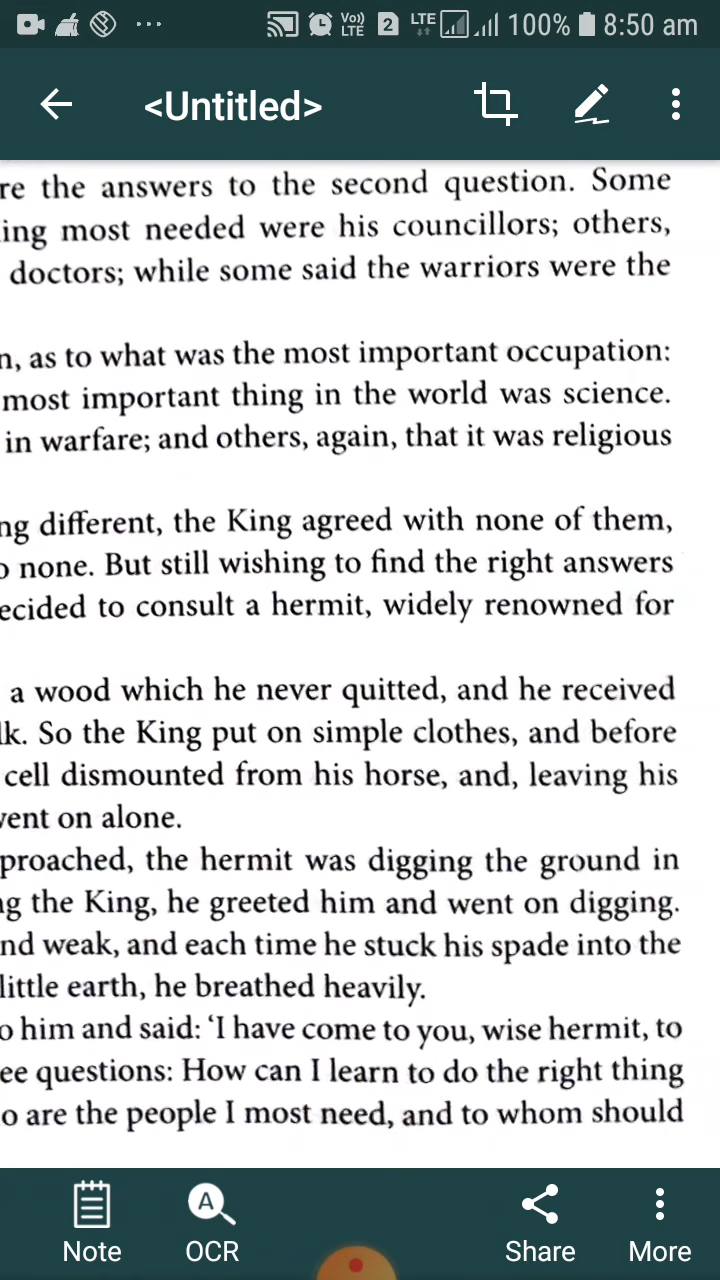 Vo)) LTE 2 LTE 100% 8:50 am
<Untitled>
re the answers to the second question. Some
ing most needed were his councillors; others,
doctors; while some said the warriors were the
n, as to what was the most important occupation:
most important thing in the world was science.
in warfare; and others, again, that it was religious
ng different, the King agreed with none of them,
o none. But still wishing to find the right answers
ecided to consult a hermit, widely renowned for
a wood which he never quitted, and he received
lk. So the King put on simple clothes, and before
cell dismounted from his horse, and, leaving his
vent on alone.
proached, the hermit was digging the ground in
ng the King, he greeted him and went on digging.
nd weak, and each time he stuck his spade into the
little earth, he breathed heavily.
o him and said: ‘I have come to you, wise hermit, to
ee questions: How can I learn to do the right thing
o are the people I most need, and to whom should
A
Note OCR Share More